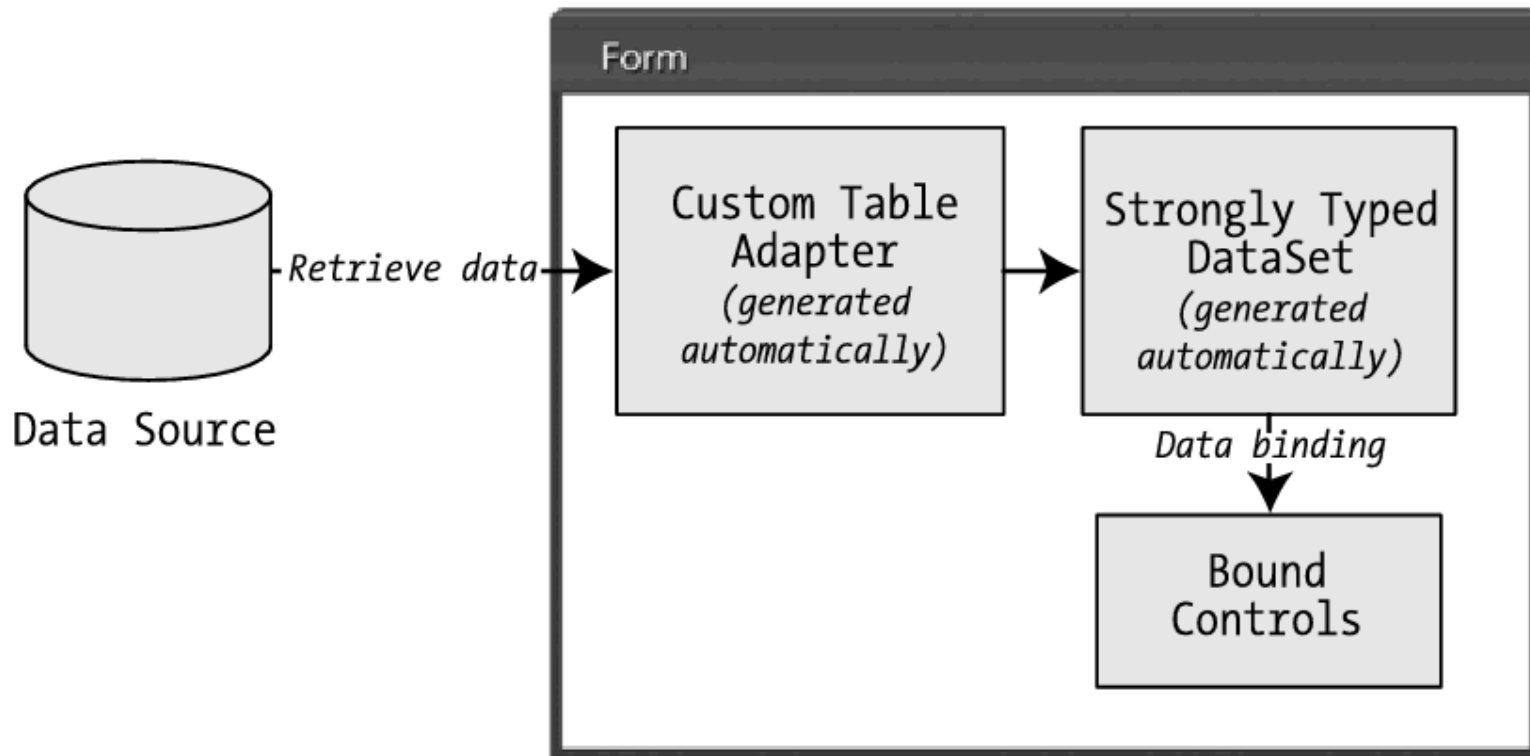 Form
Custom Table
Adapter
(generated
automatically)
Strongly Typed
DataSet
(generated
automatically)
Retrieve data
Data Source
Data binding
Bound
Controls